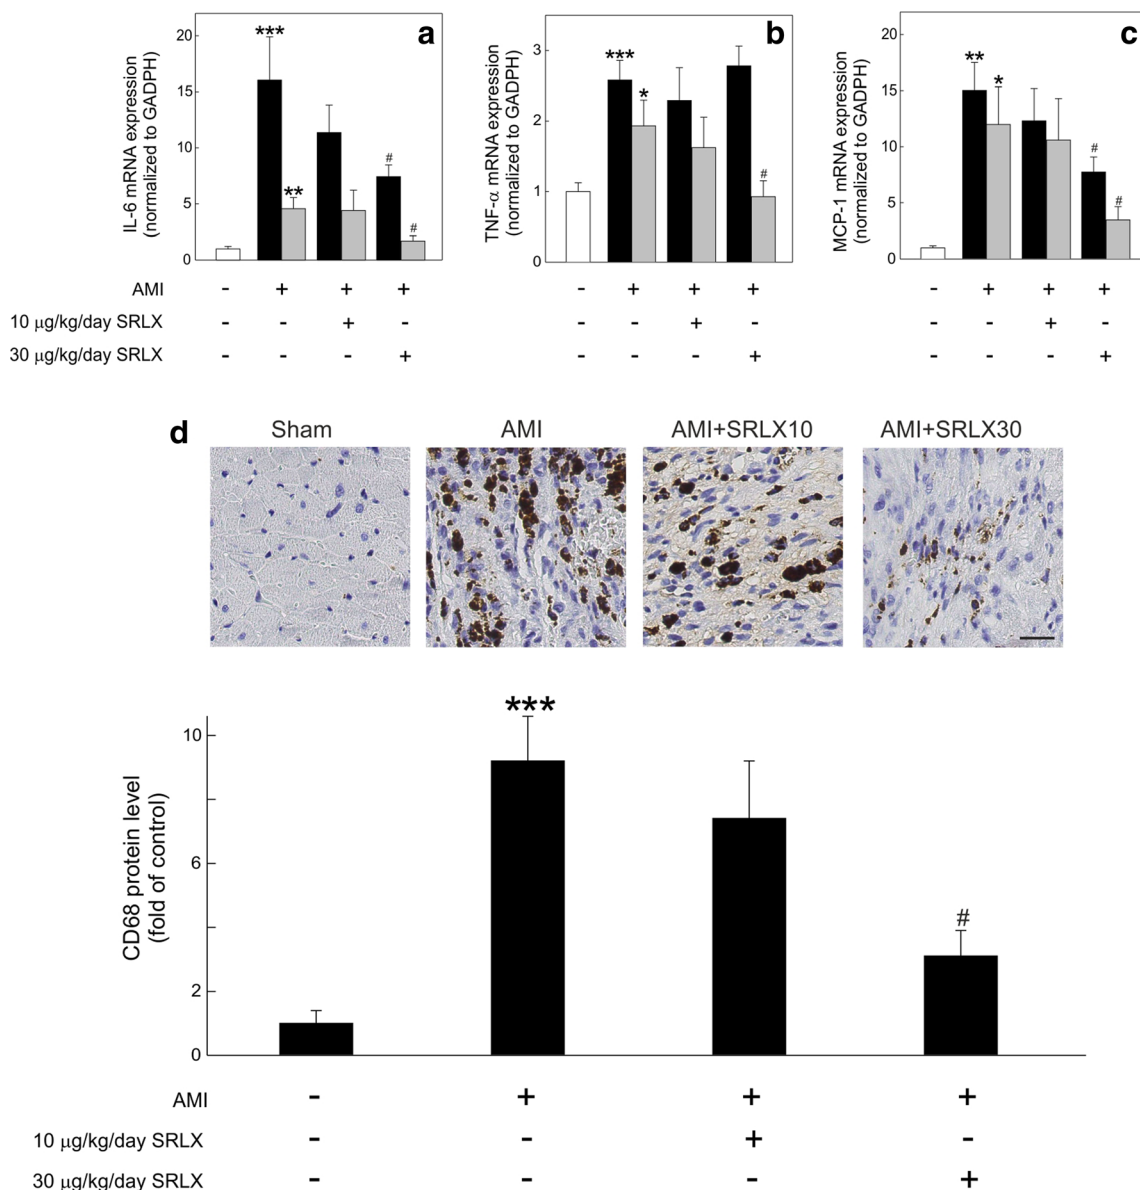 a
IL-6 mRNA expression
(normalized to GADPH)
20
15
10
5
0
***
**
#
#
b
TNF-α mRNA expression
(normalized to GADPH)
3
2
1
0
***
*
#
c
MCP-1 mRNA expression
(normalized to GADPH)
20
15
10
5
0
**
*
#
#
AMI - + + + - + + + - + + +
10 µg/kg/day SRLX - - + - - - + - - - + -
30 µg/kg/day SRLX - - - + - - - + - - - +
d
Sham AMI AMI+SRLX10 AMI+SRLX30
CD68 protein level
(fold of control)
10
6
2
0
***
#
AMI - + + +
10 µg/kg/day SRLX - - + -
30 µg/kg/day SRLX - - - +